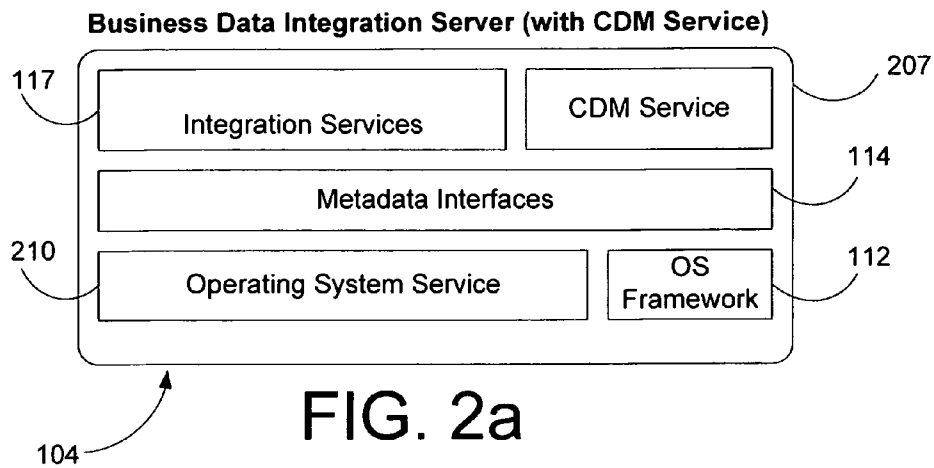 Business Data Integration Server (with CDM Service)
117
207
Integration Services
CDM Service
114
Metadata Interfaces
210
112
Operating System Service
OS
Framework
FIG. 2a
104